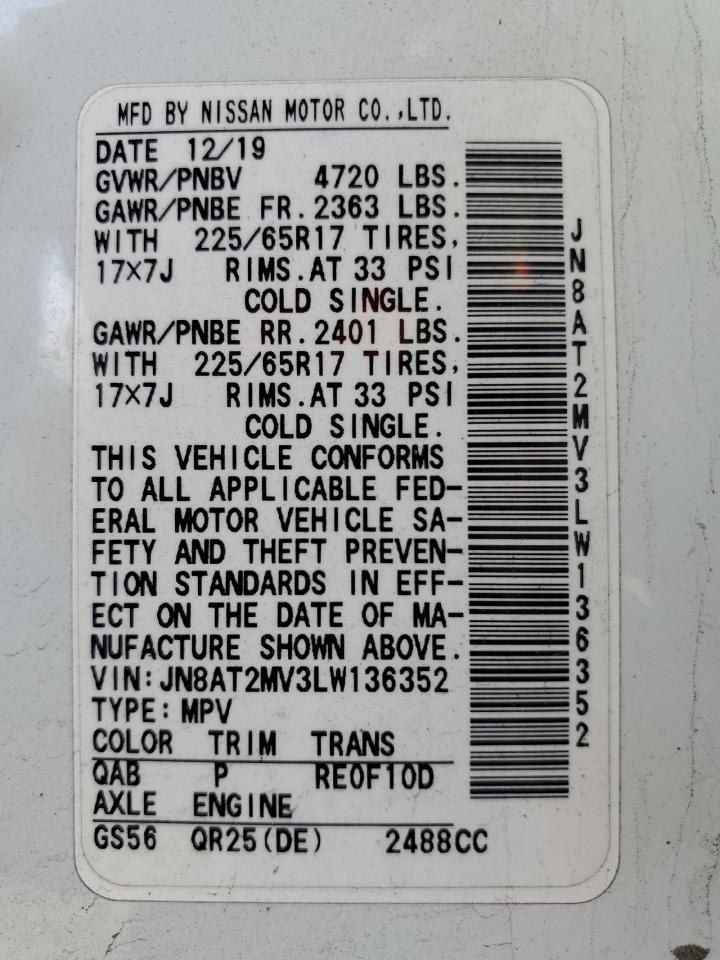 MFD BY NISSAN MOTOR CO.,LTD.
DATE 12/19
GVWR/PNBV 4720 LBS.
GAWR/PNBE FR.2363 LBS.
WITH 225/65R17 TIRES,
17×7J RIMS.AT 33 PSI
COLD SINGLE.
GAWR/PNBE RR.2401 LBS.
WITH 225/65R17 TIRES,
17×7J RIMS.AT 33 PSI
COLD SINGLE.
THIS VEHICLE CONFORMS
TO ALL APPLICABLE FED-
ERAL MOTOR VEHICLE SA-
FETY AND THEFT PREVEN-
TION STANDARDS IN EFF-
ECT ON THE DATE OF MA-
NUFACTURE SHOWN ABOVE.
VIN:JN8AT2MV3LW136352
TYPE:MPV
COLOR TRIM TRANS
QAB P RE0F10D
AXLE ENGINE
GS56 QR25(DE) 2488CC
JN8AT2MV3LW136352